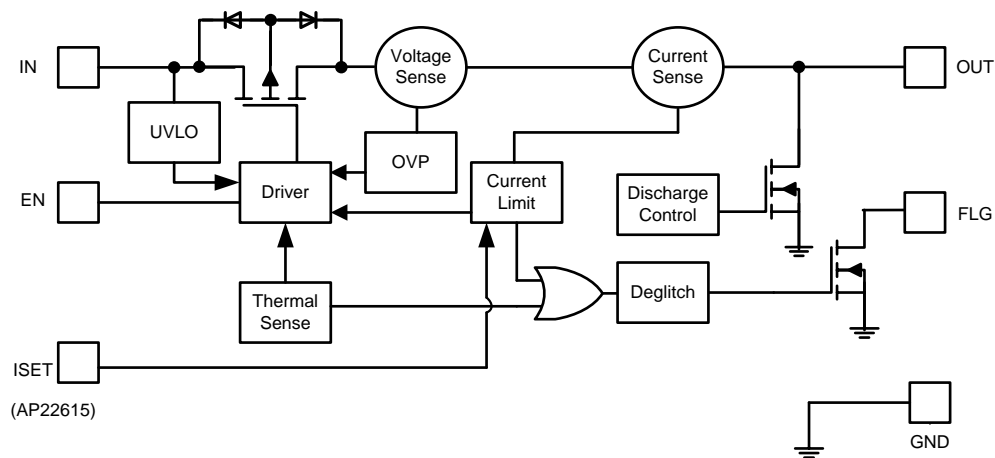 IN
Voltage
Sense
Current
Sense
OUT
UVLO
OVP
EN
Driver
Current
Limit
Discharge
Control
FLG
Thermal
Sense
Deglitch
ISET
(AP22615)
GND